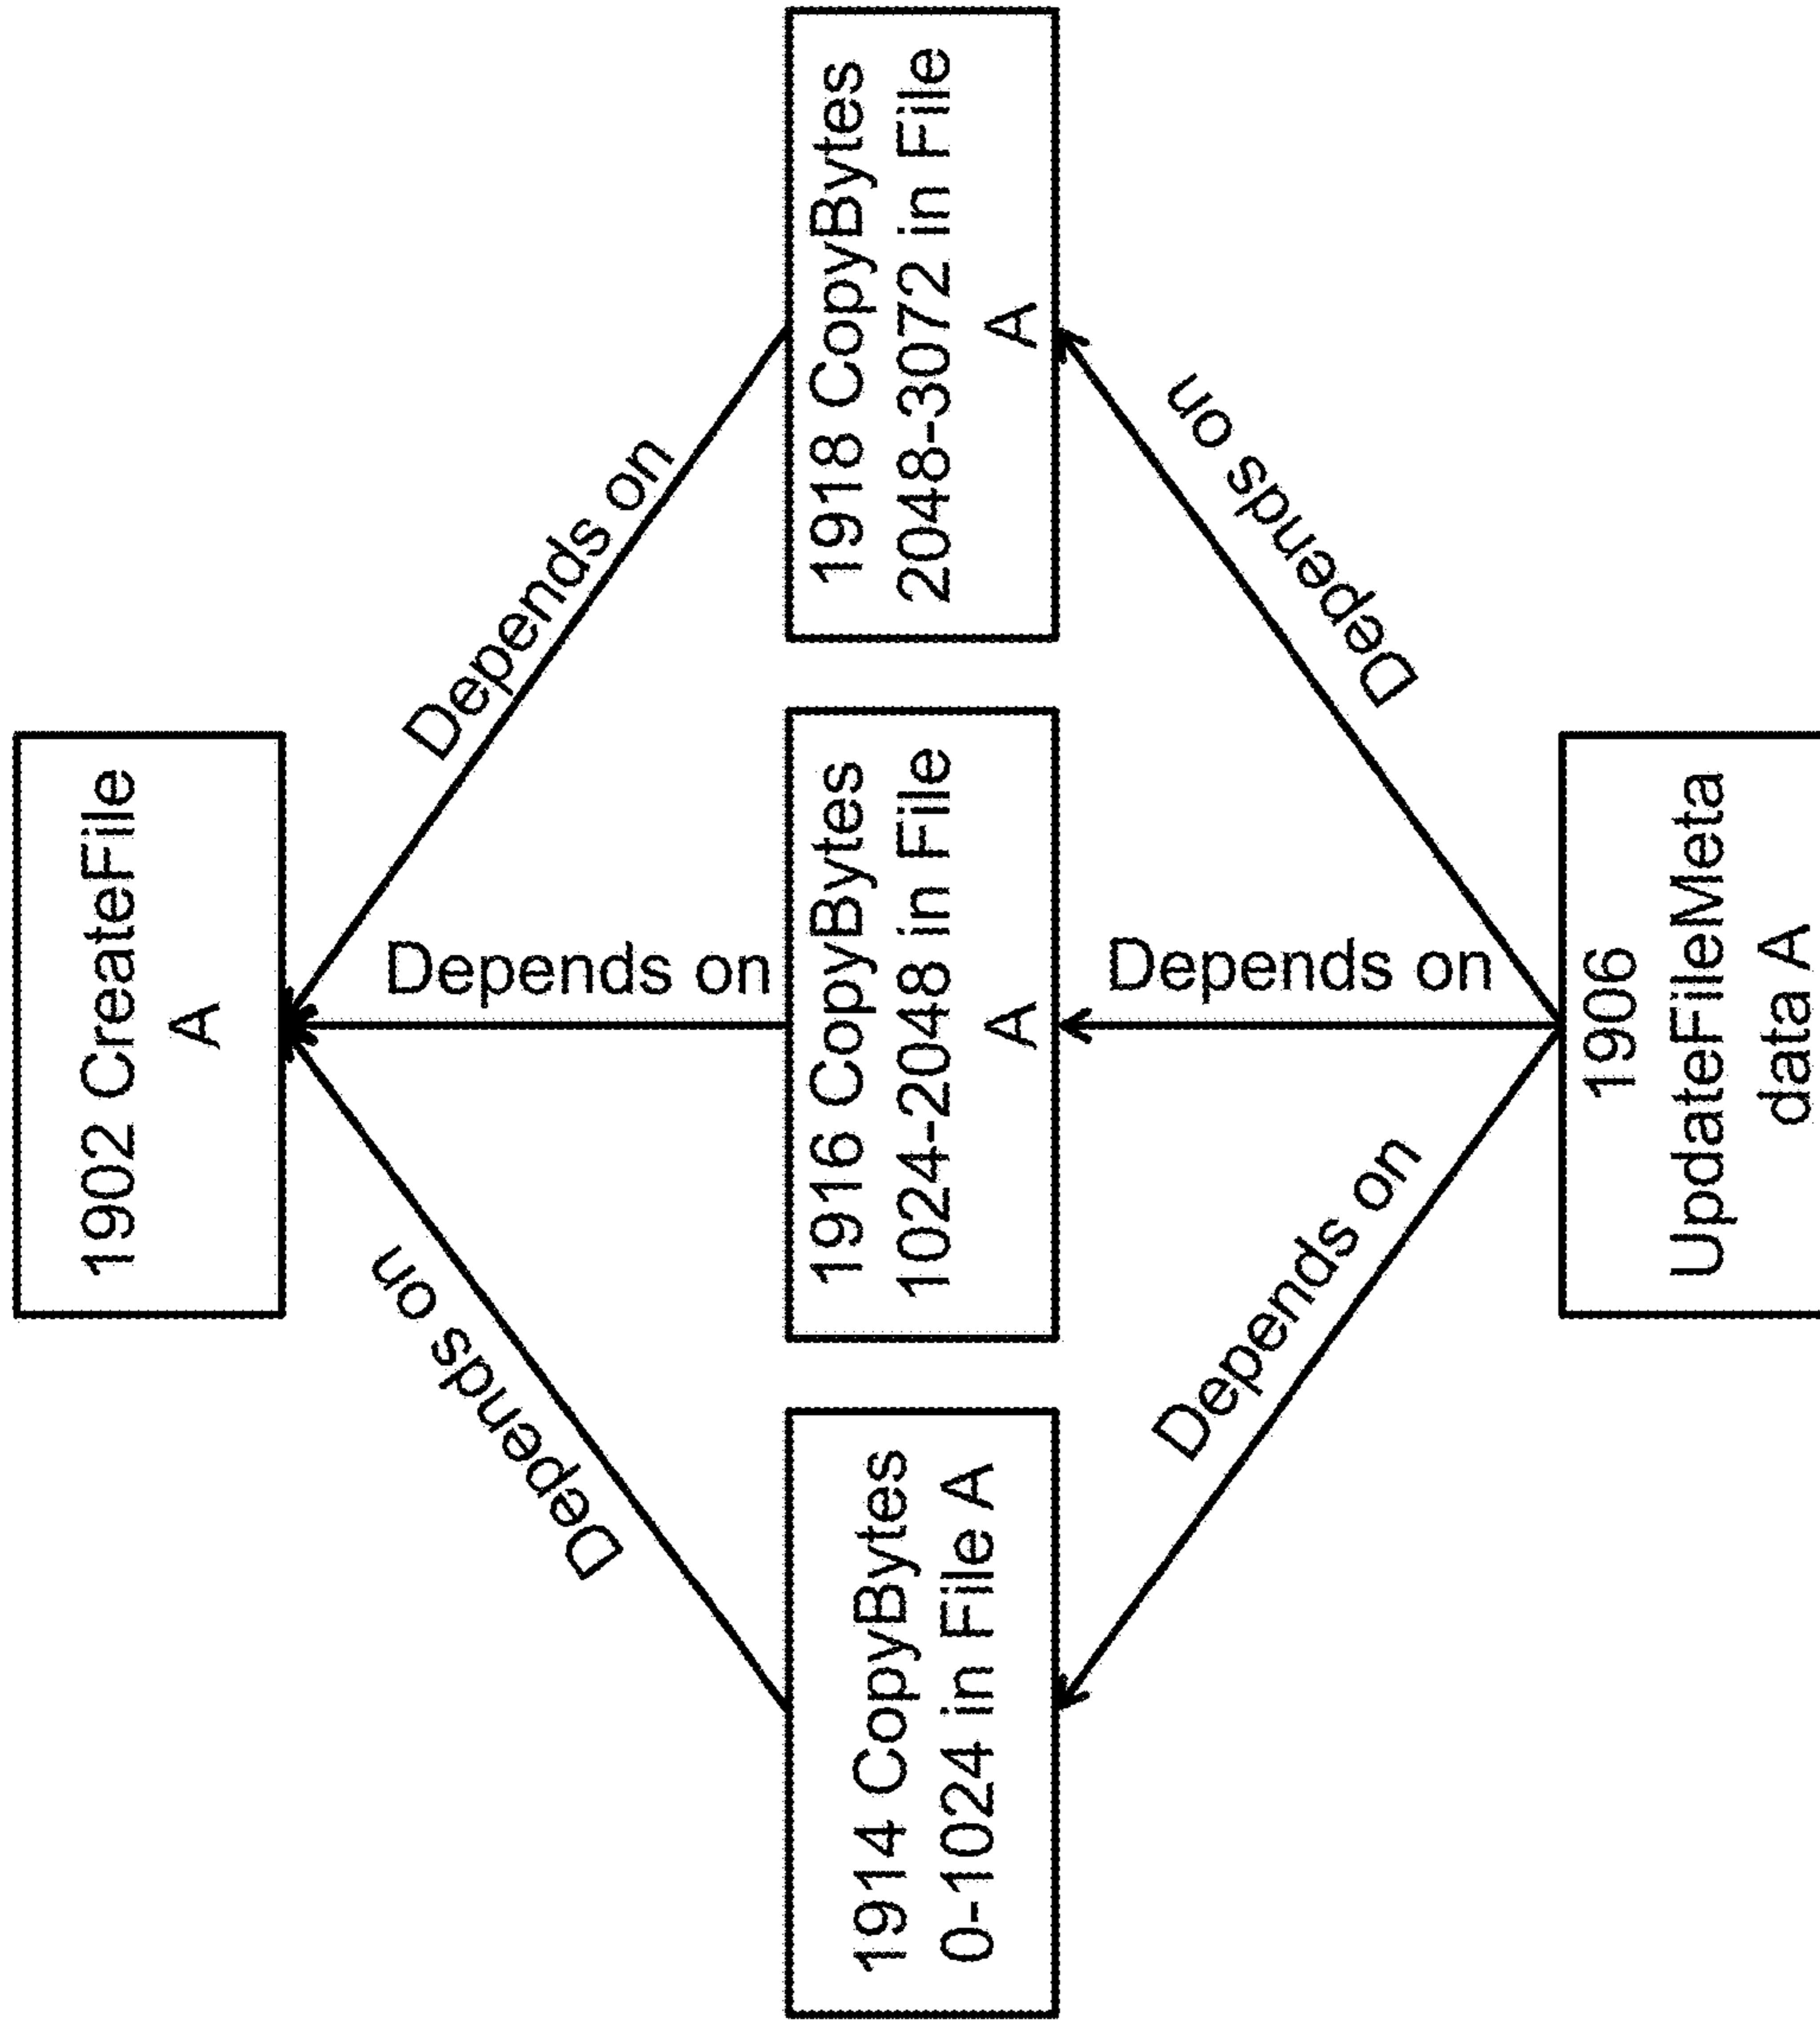 1902 CreateFile
A
Depends on
Depends on
Depends on
1914 CopyBytes
0-1024 in File A
1916 CopyBytes
1024-2048 in File
A
1918 CopyBytes
2048-3072 in File
A
Depends on
Depends on
Depends on
1906
UpdateFileMeta
data A